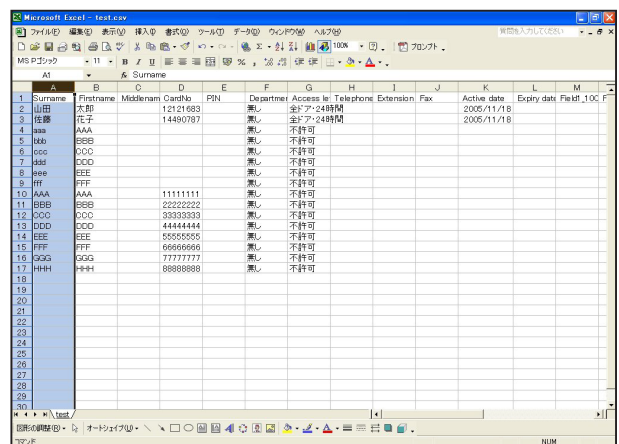 Microsoft Excel - test.csv
ファイル(F) 編集(E) 表示(V) 挿入(I) 書式(O) ツール(T) データ(D) ウィンドウ(W) ヘルプ(H) 質問を入力してください
100% プロンプト
MS Pゴシック 11 B I U
A1 fx Surname
A B C D E F G H I J K L M
1 Surname Firstname Middlenam CardNo PIN Departmer Access le Telephone Extension Fax Active date Expiry date Field1_100 F
2 山田 太郎 12121683 無し 全ドア・24時間 2005/11/18
3 佐藤 花子 14490787 無し 全ドア・24時間 2005/11/18
4 aaa AAA 無し 不許可
5 bbb BBB 無し 不許可
6 ccc CCC 無し 不許可
7 ddd DDD 無し 不許可
8 eee EEE 無し 不許可
9 fff FFF 無し 不許可
10 AAA AAA 11111111 無し 不許可
11 BBB BBB 22222222 無し 不許可
12 CCC CCC 33333333 無し 不許可
13 DDD DDD 44444444 無し 不許可
14 EEE EEE 55555555 無し 不許可
15 FFF FFF 66666666 無し 不許可
16 GGG GGG 77777777 無し 不許可
17 HHH HHH 88888888 無し 不許可
18
19
20
21
22
23
24
25
26
27
28
29
30
test
図形の調整(R) オートシェイプ(U)
コマンド NUM